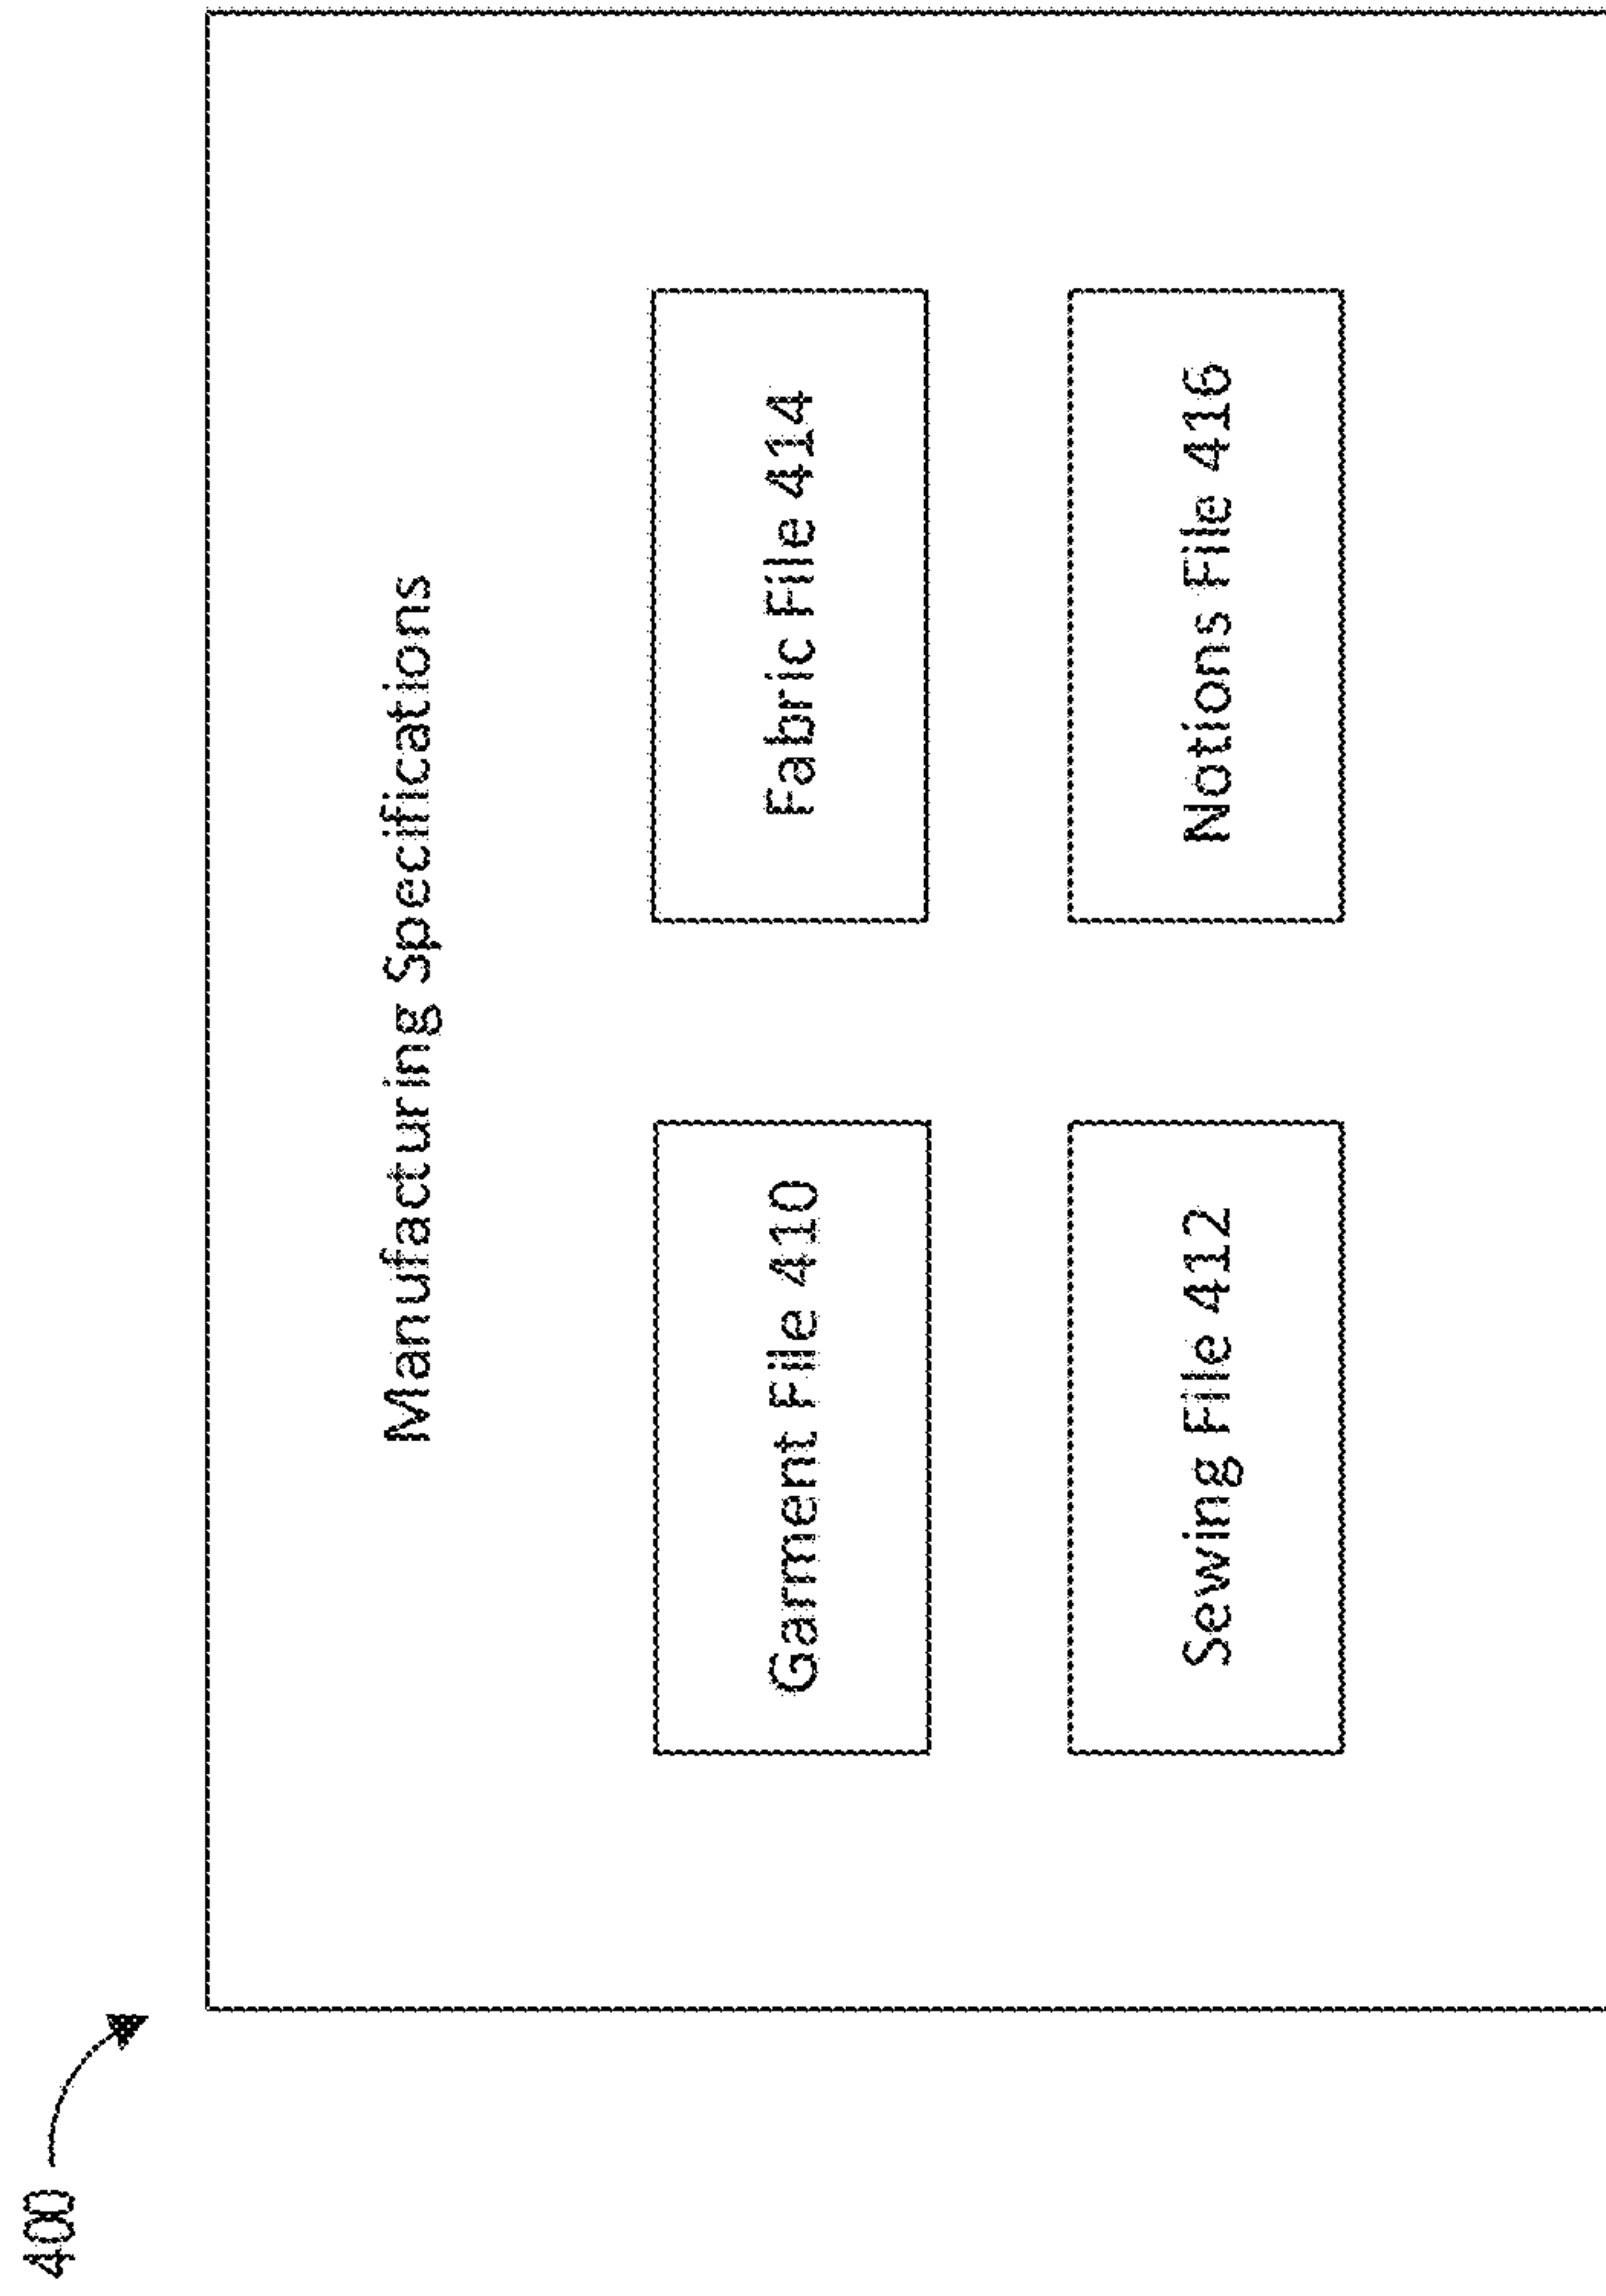 400
Manufacturing Specifications
Garment File 410
Fabric File 414
Sewing File 412
Notions File 416